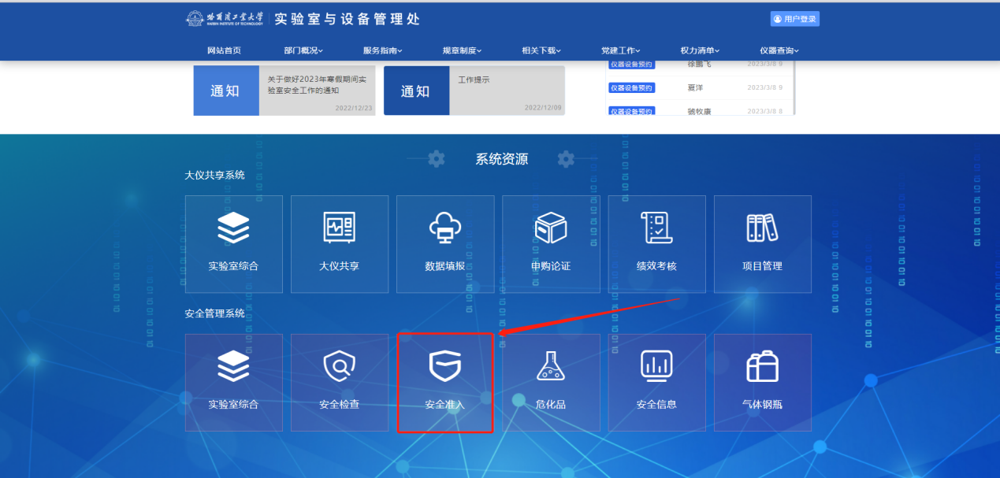 哈尔滨工业大学
HARBIN INSTITUTE OF TECHNOLOGY
实验室与设备管理处
用户登录
网站首页 部门概况 服务指南 规章制度 相关下载 党建工作 权力清单 仪器查询
通知
关于做好2023年寒假期间实
验室安全工作的通知
2022/12/23
通知
工作提示
2022/12/09
仪器设备预约 徐鹏飞 2023/3/8 9
仪器设备预约 夏洋 2023/3/8 9
仪器设备预约 虢牧康 2023/3/8 8
系统资源
大仪共享系统
实验室综合 大仪共享 数据填报 申购论证 绩效考核 项目管理
安全管理系统
实验室综合 安全检查 安全准入 危化品 安全信息 气体钢瓶